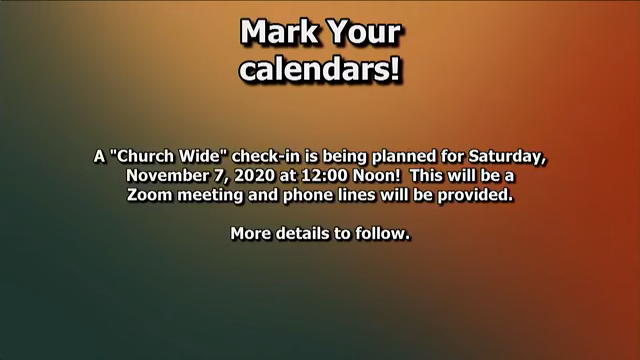 Mark Your
calendars!
A "Church Wide" check-in is being planned for Saturday,
November 7, 2020 at 12:00 Noon!  This will be a
Zoom meeting and phone lines will be provided.
More details to follow.